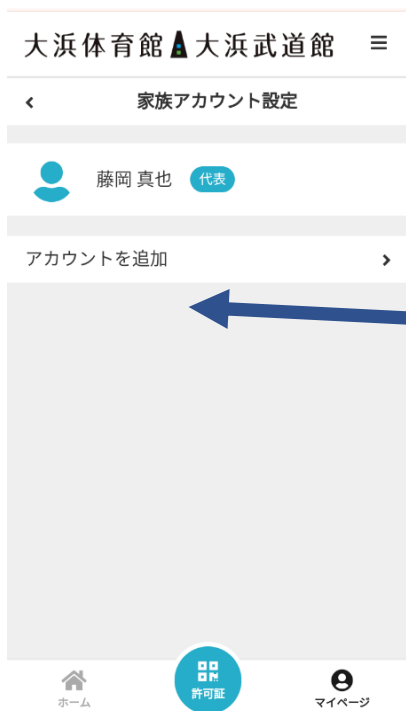 大浜体育館 大浜武道館
家族アカウント設定
藤岡 真也 代表
アカウントを追加
ホーム
許可証
マイページ